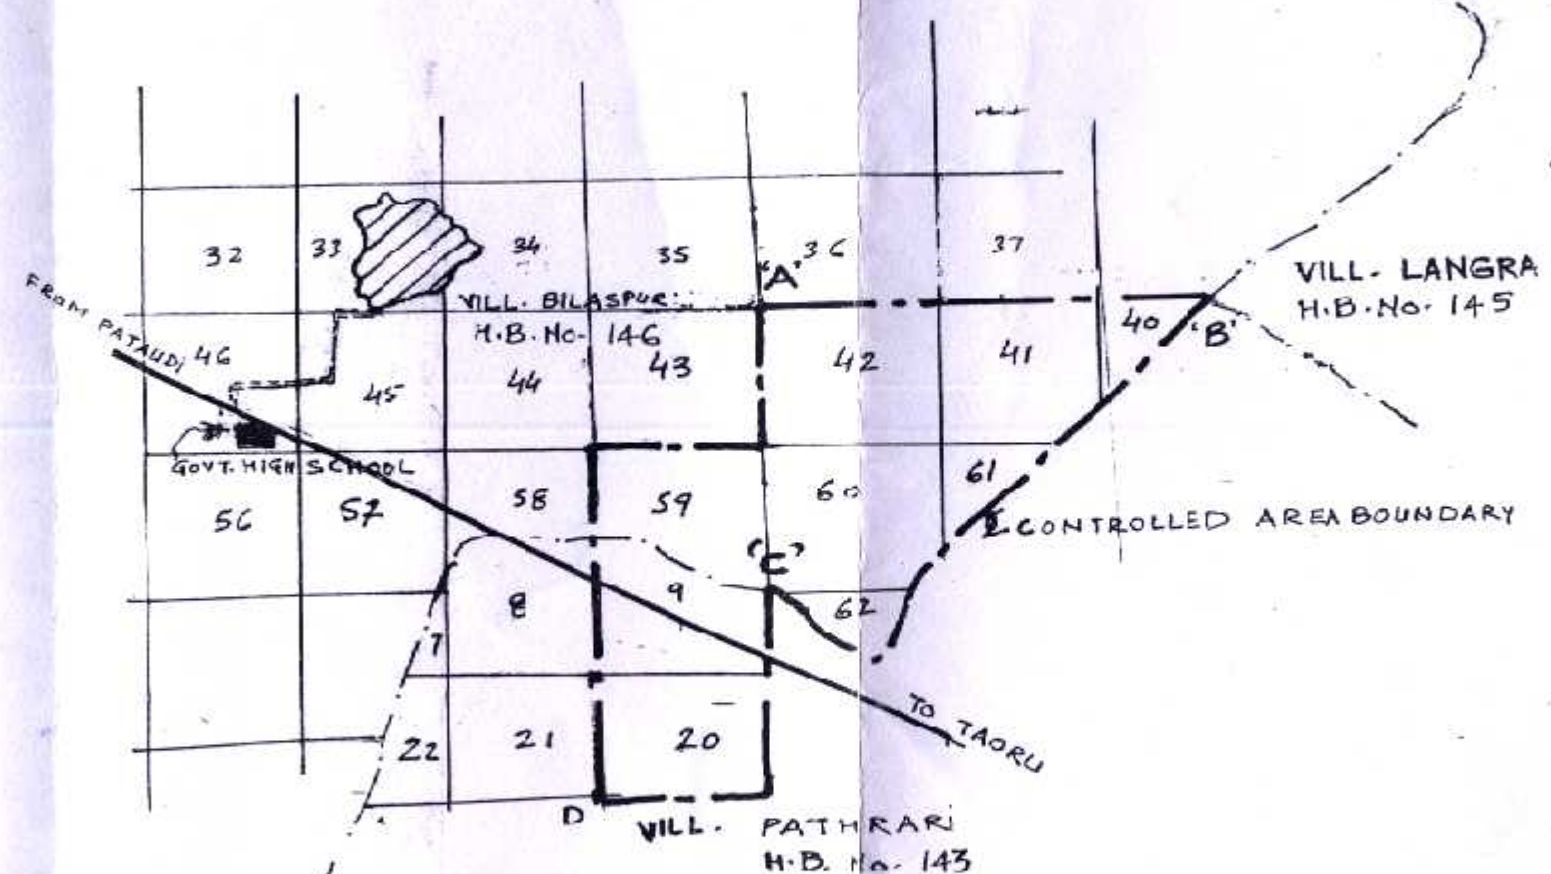 32
33
34
35
36
37
'A'
FROM PATAUDI
VILL. BILASPUR
H.B. No. 146
VILL. LANGRA
H.B. No. 145
40
'B'
46
45
44
43
42
41
GOVT. HIGH SCHOOL
56
57
58
59
60
61
CONTROLLED AREA BOUNDARY
'C'
7
8
9
62
22
21
20
TO TAORU
D
VILL. PATHRARI
H.B. No. 143